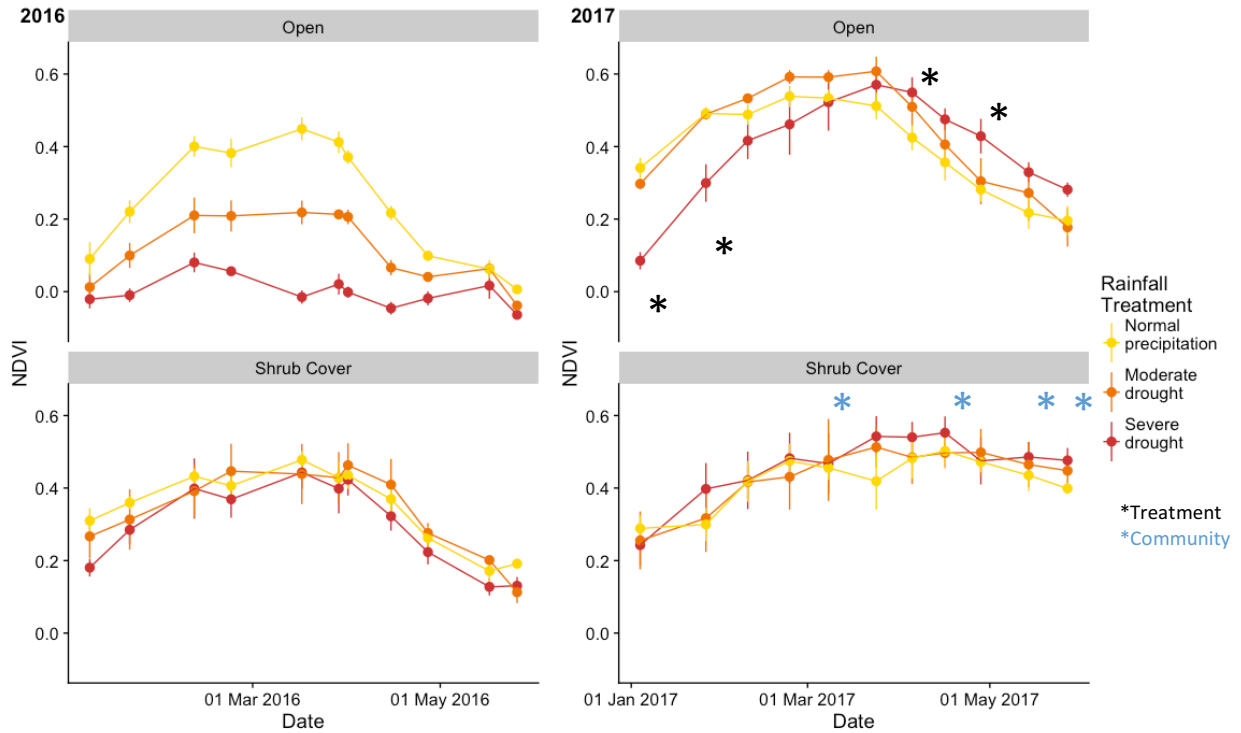 2016
Open
0.6
0.4
0.2
0.0
NDVI
Shrub Cover
0.6
0.4
0.2
0.0
01 Mar 2016
01 May 2016
Date
2017
Open
0.6
0.4
0.2
0.0
*
*
*
*
NDVI
Shrub Cover
0.6
0.4
0.2
0.0
*
*
*
*
01 Jan 2017
01 Mar 2017
01 May 2017
Date
Rainfall
Treatment
Normal
precipitation
Moderate
drought
Severe
drought
*Treatment
*Community